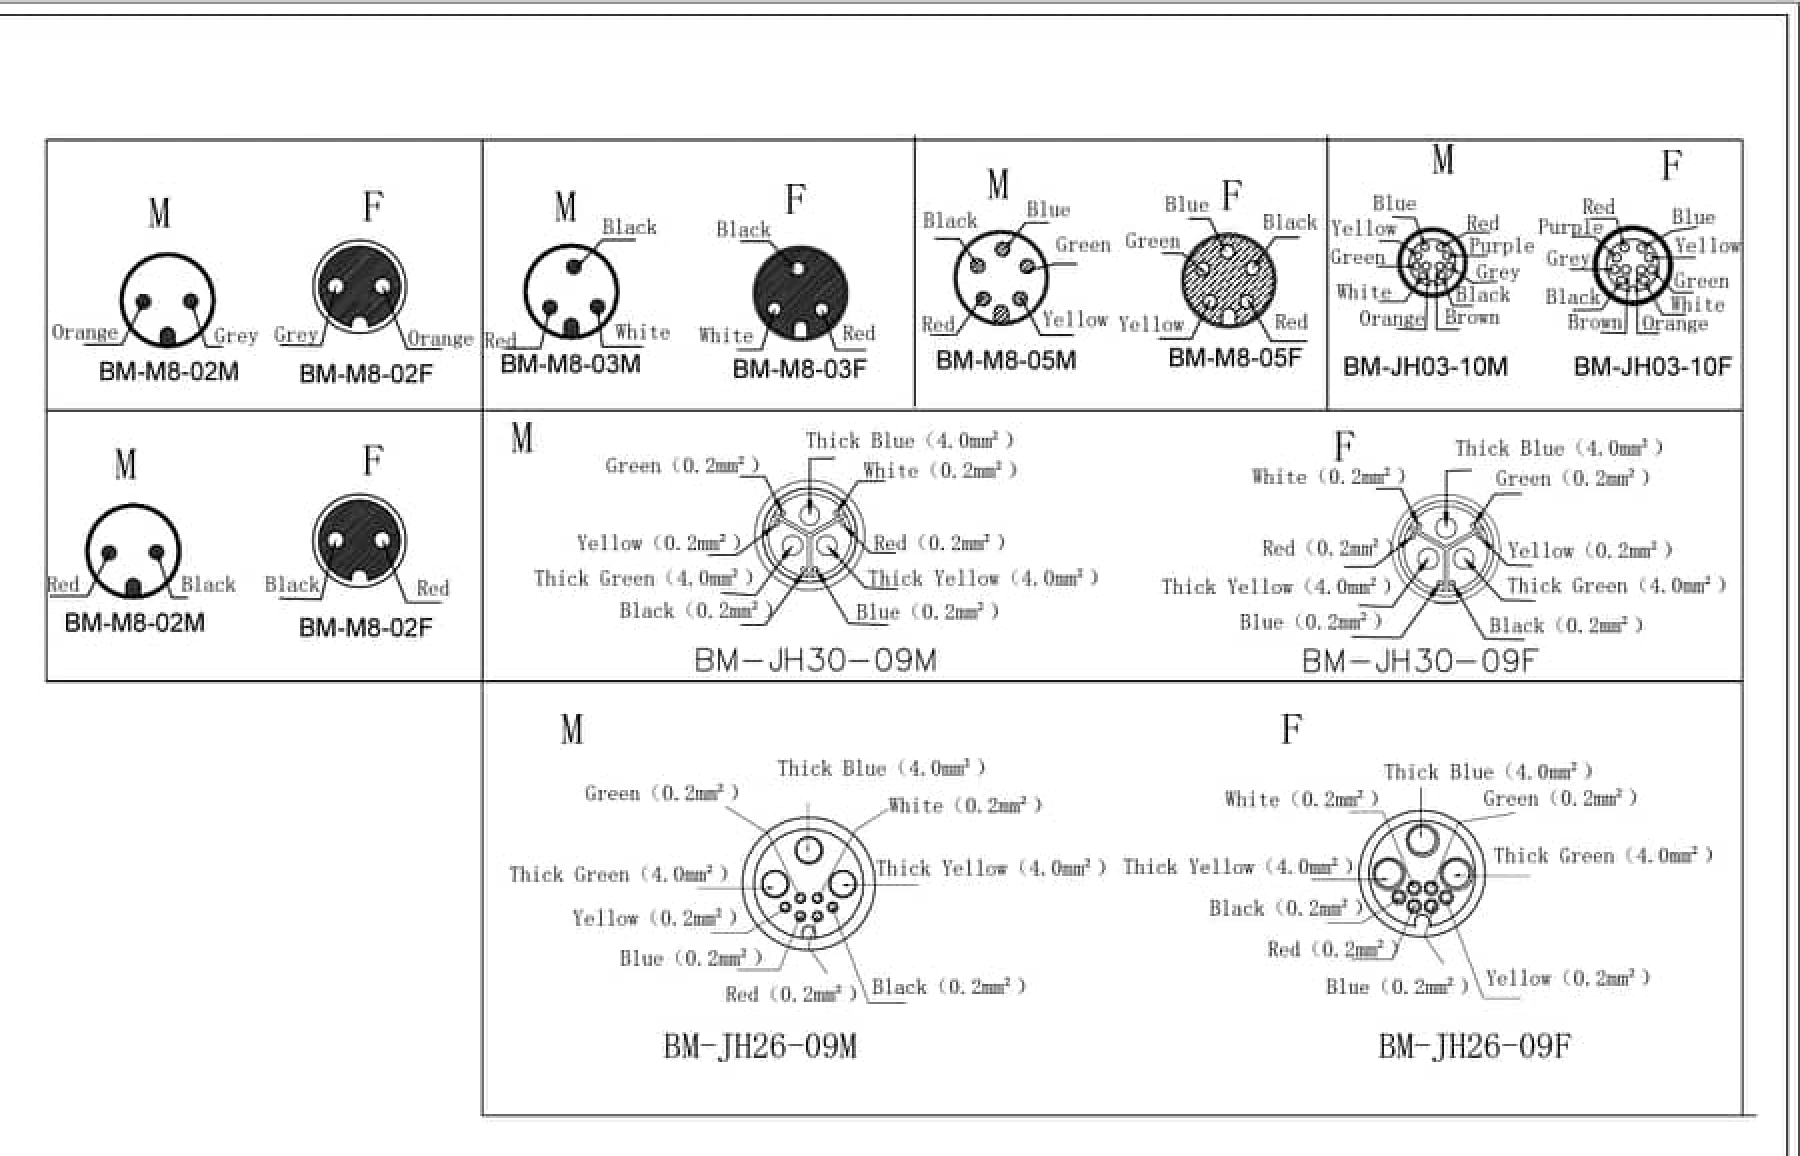 M
F
Orange
Grey
Grey
Orange
BM-M8-02M
BM-M8-02F
M
F
Black
Black
Red
White
White
Red
BM-M8-03M
BM-M8-03F
M
F
Black
Blue
Green
Red
Yellow
Blue
Black
Green
Yellow
Red
BM-M8-05M
BM-M8-05F
M
F
Blue
Red
Yellow
Purple
Green
Grey
White
Black
Orange
Brown
Red
Blue
Purple
Yellow
Grey
Green
Black
White
Brown
Orange
BM-JH03-10M
BM-JH03-10F
M
F
Red
Black
Black
Red
BM-M8-02M
BM-M8-02F
M
Thick Blue (4.0mm²)
Green (0.2mm²)
White (0.2mm²)
Yellow (0.2mm²)
Red (0.2mm²)
Thick Green (4.0mm²)
Thick Yellow (4.0mm²)
Black (0.2mm²)
Blue (0.2mm²)
BM-JH30-09M
F
Thick Blue (4.0mm²)
White (0.2mm²)
Green (0.2mm²)
Red (0.2mm²)
Yellow (0.2mm²)
Thick Yellow (4.0mm²)
Thick Green (4.0mm²)
Blue (0.2mm²)
Black (0.2mm²)
BM-JH30-09F
M
Thick Blue (4.0mm²)
Green (0.2mm²)
White (0.2mm²)
Thick Green (4.0mm²)
Thick Yellow (4.0mm²)
Yellow (0.2mm²)
Blue (0.2mm²)
Red (0.2mm²)
Black (0.2mm²)
BM-JH26-09M
F
Thick Blue (4.0mm²)
White (0.2mm²)
Green (0.2mm²)
Thick Yellow (4.0mm²)
Thick Green (4.0mm²)
Black (0.2mm²)
Red (0.2mm²)
Blue (0.2mm²)
Yellow (0.2mm²)
BM-JH26-09F